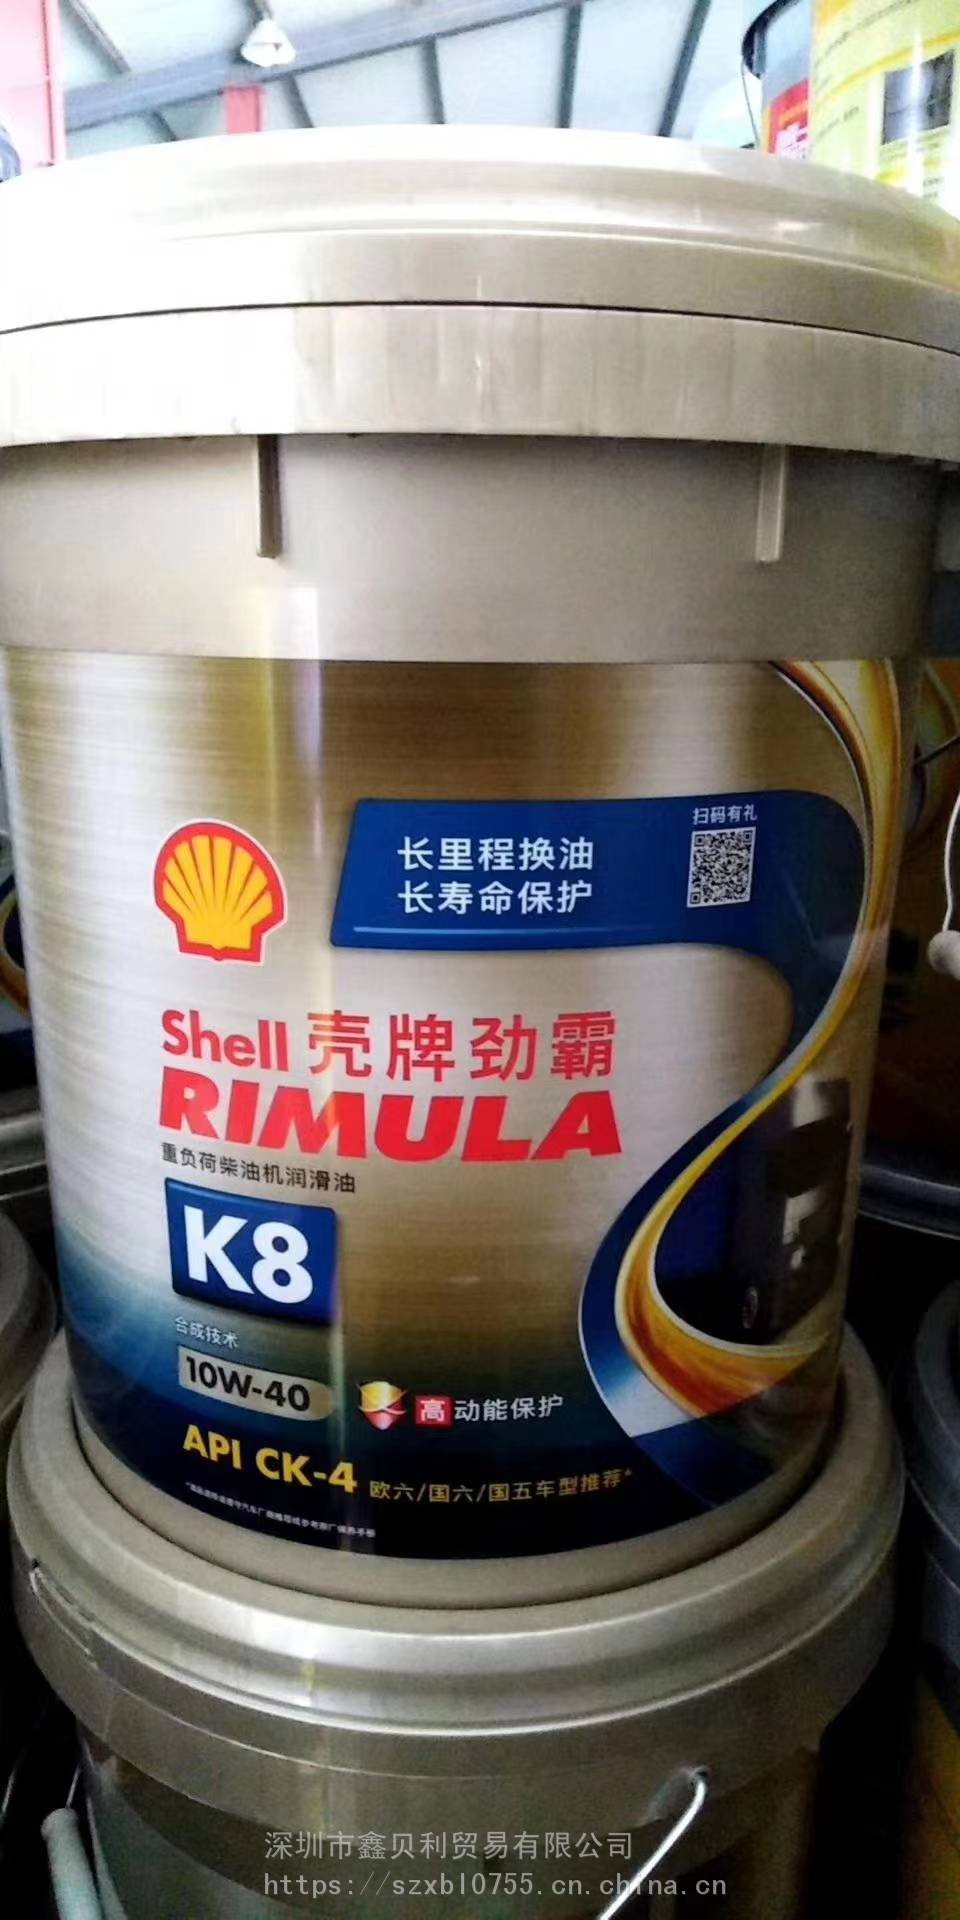 长里程换油
长寿命保护
扫码有礼
Shell 壳牌劲霸
RIMULA
重负荷柴油机润滑油
K8
合成技术
10W-40
高动能保护
API CK-4 欧六/国六/国五车型推荐*
深圳市鑫贝利贸易有限公司
https://szxbl0755.cn.china.cn